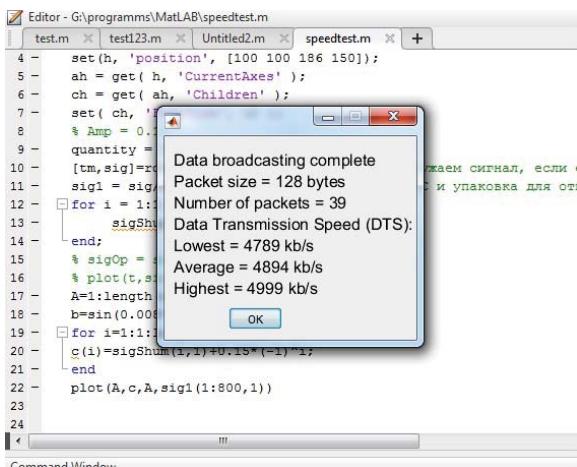 Editor - G:\programms\MatLAB\speedtest.m
test.m test123.m Untitled2.m speedtest.m +
4 - set(h, 'position', [100 100 186 150]);
5 - ah = get( h, 'CurrentAxes' );
6 - ch = get( ah, 'Children' );
7 - set( ch,
8 % Amp = 0.
9 - quantity =
10 - жаем сигнал, если
11 - sig1 = sig и упаковка для
12 - for i = 1:
13 - sigShum
14 - end;
15 % sigOp =
16 % plot(t,
17 - A=1:length
18 - b=sin(0.00
19 - for i=1:1:
20 - c(i)=sigShum(i,1)+0.15*(-1)^i;
21 - end
22 - plot(A,c,A,sig1(1:800,1))
23
24
Data broadcasting complete
Packet size = 128 bytes
Number of packets = 39
Data Transmission Speed (DTS):
Lowest = 4789 kb/s
Average = 4894 kb/s
Highest = 4999 kb/s
OK
Command Window